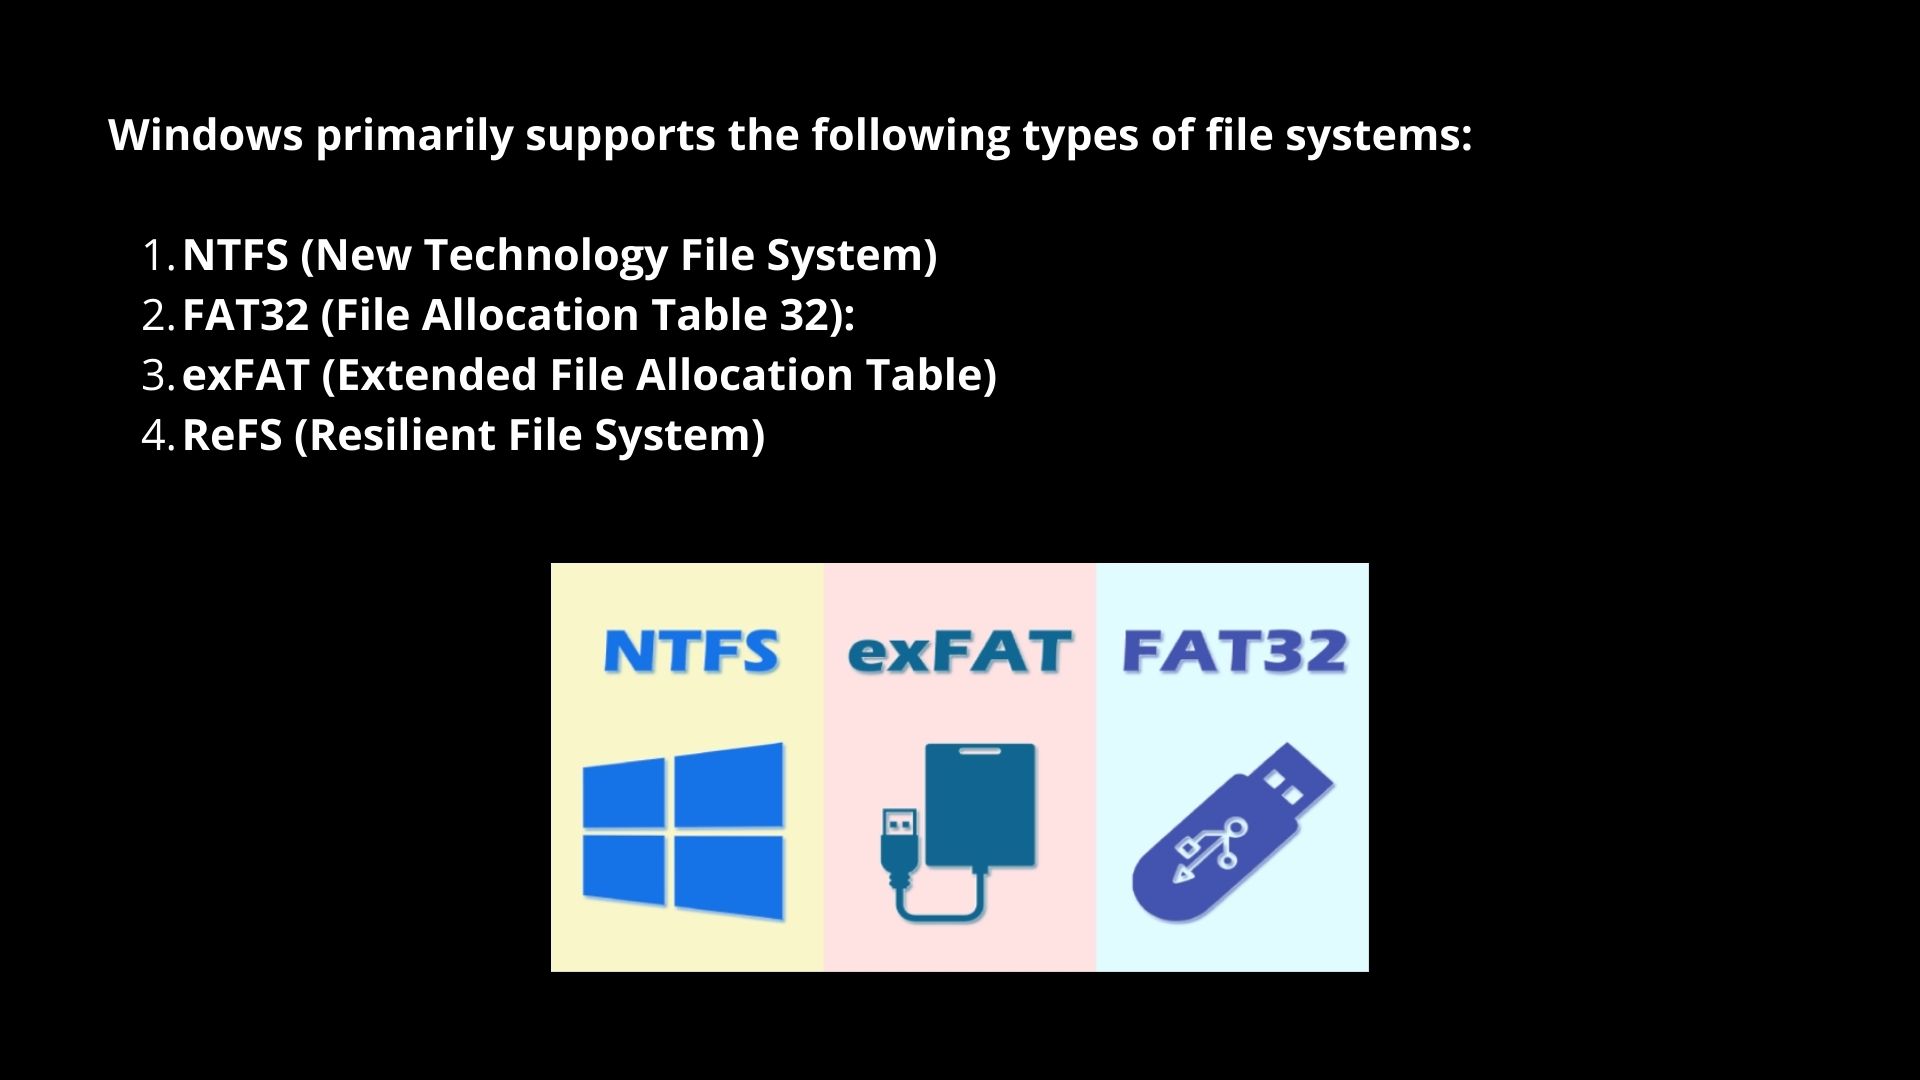 Windows primarily supports the following types of file systems:
1. NTFS (New Technology File System)
2. FAT32 (File Allocation Table 32):
3. exFAT (Extended File Allocation Table)
4. ReFS (Resilient File System)
NTFS exFAT FAT32